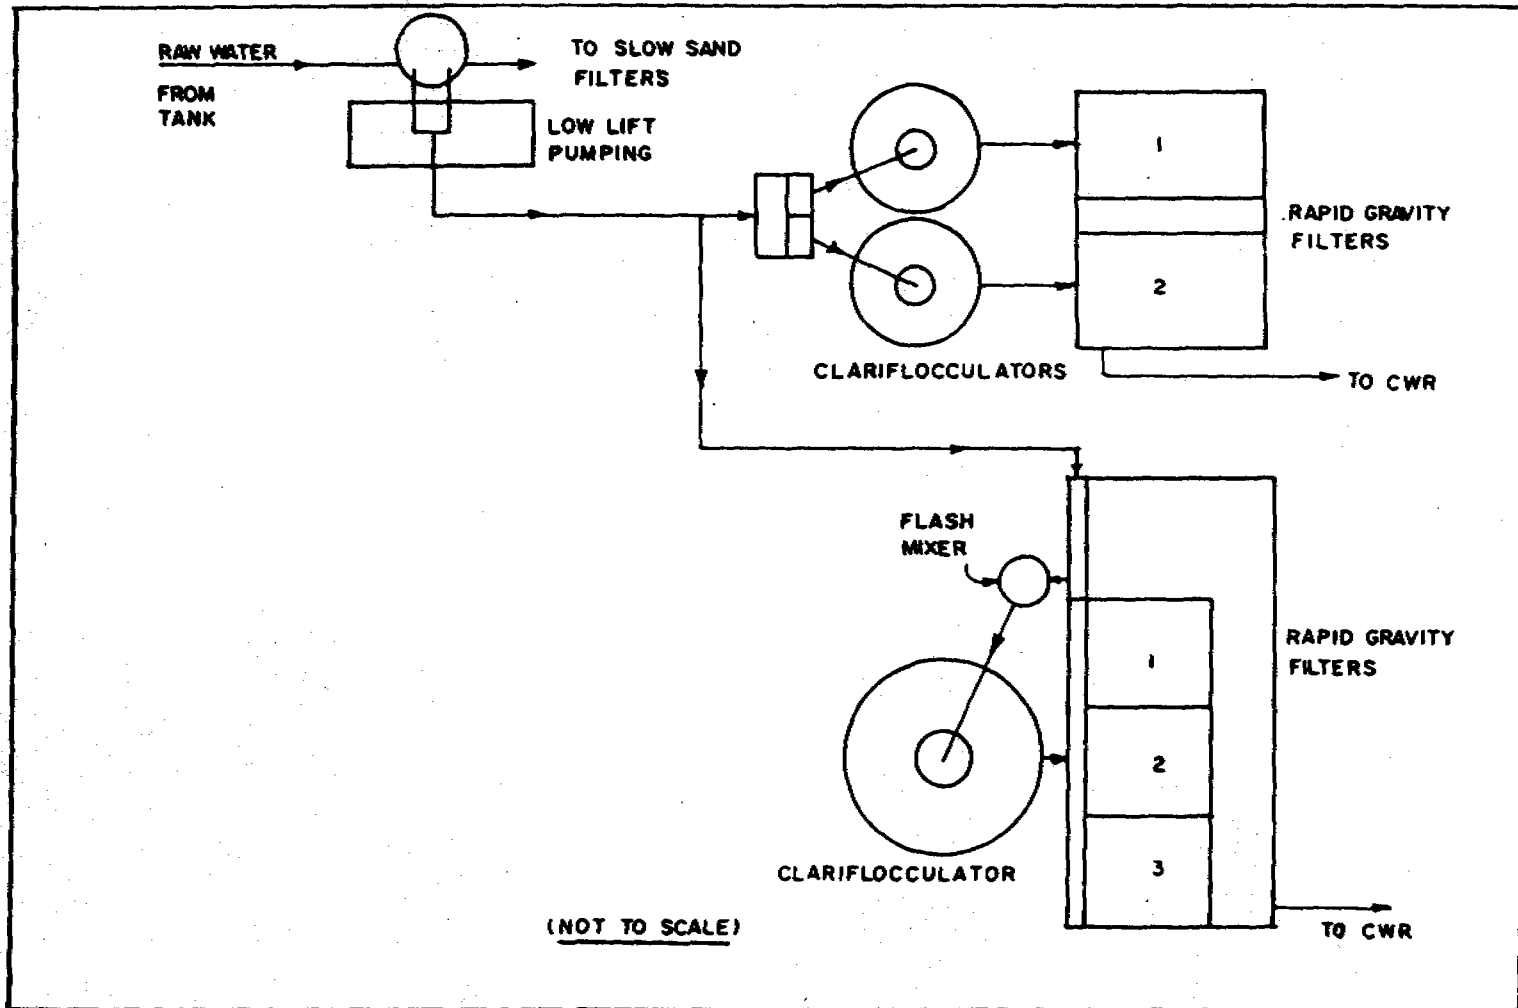 RAW WATER
FROM
TANK
TO SLOW SAND
FILTERS
LOW LIFT
PUMPING
1
2
RAPID GRAVITY
FILTERS
CLARIFLOCCULATORS
TO CWR
FLASH
MIXER
1
2
3
RAPID GRAVITY
FILTERS
CLARIFLOCCULATOR
(NOT TO SCALE)
TO CWR